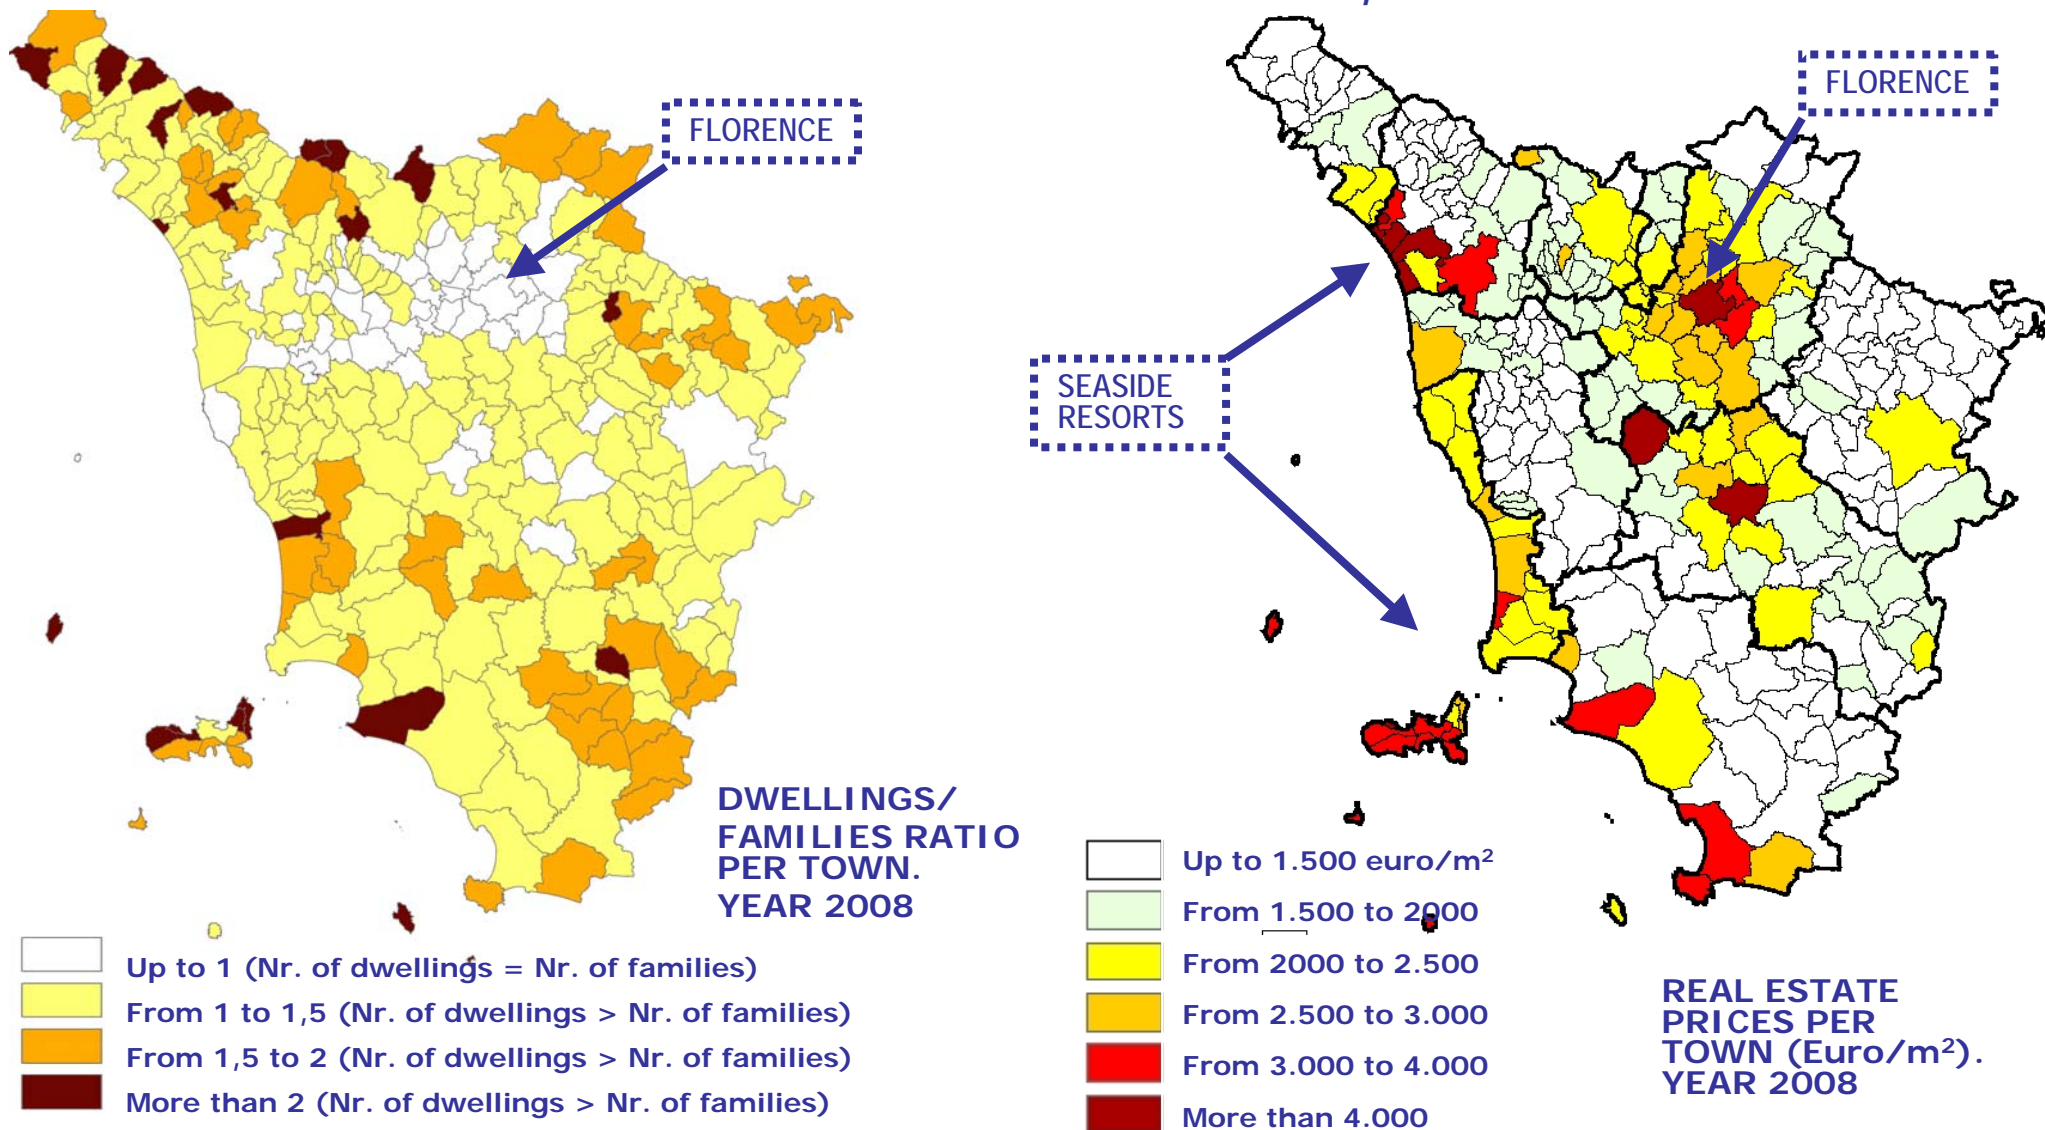 FLORENCE
DWELLINGS/
FAMILIES RATIO
PER TOWN.
YEAR 2008
Up to 1 (Nr. of dwellings = Nr. of families)
From 1 to 1,5 (Nr. of dwellings > Nr. of families)
From 1,5 to 2 (Nr. of dwellings > Nr. of families)
More than 2 (Nr. of dwellings > Nr. of families)
FLORENCE
SEASIDE
RESORTS
Up to 1.500 euro/m²
From 1.500 to 2000
From 2000 to 2.500
From 2.500 to 3.000
From 3.000 to 4.000
More than 4.000
REAL ESTATE
PRICES PER
TOWN (Euro/m²).
YEAR 2008